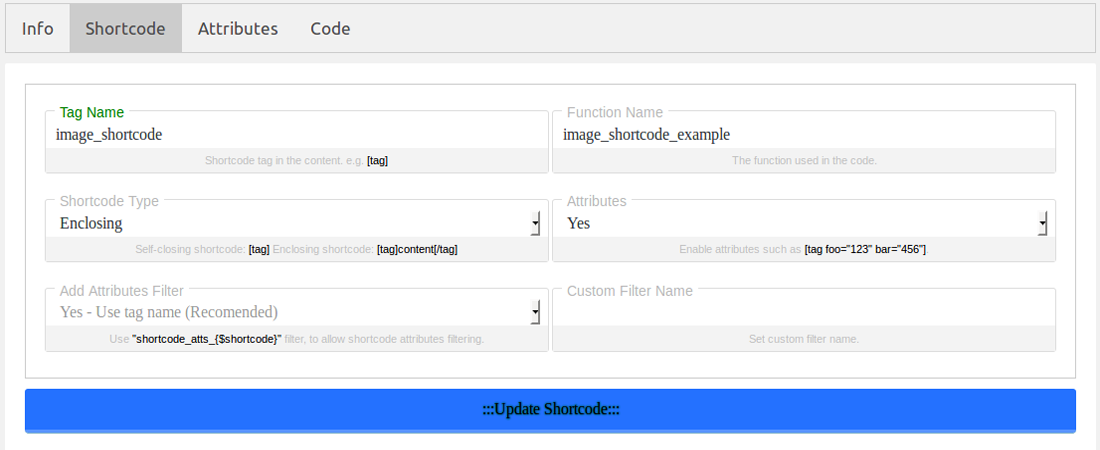 Info Shortcode Attributes Code
Tag Name Function Name
image_shortcode image_shortcode_example
Shortcode tag in the content. e.g. [tag] The function used in the code.
Shortcode Type Attributes
Enclosing Yes
Self-closing shortcode: [tag] Enclosing shortcode: [tag]content[/tag] Enable attributes such as [tag foo="123" bar="456"]
Add Attributes Filter Custom Filter Name
Yes - Use tag name (Recomended)
Use "shortcode_atts_{$shortcode}" filter, to allow shortcode attributes filtering. Set custom filter name.
:::Update Shortcode:::